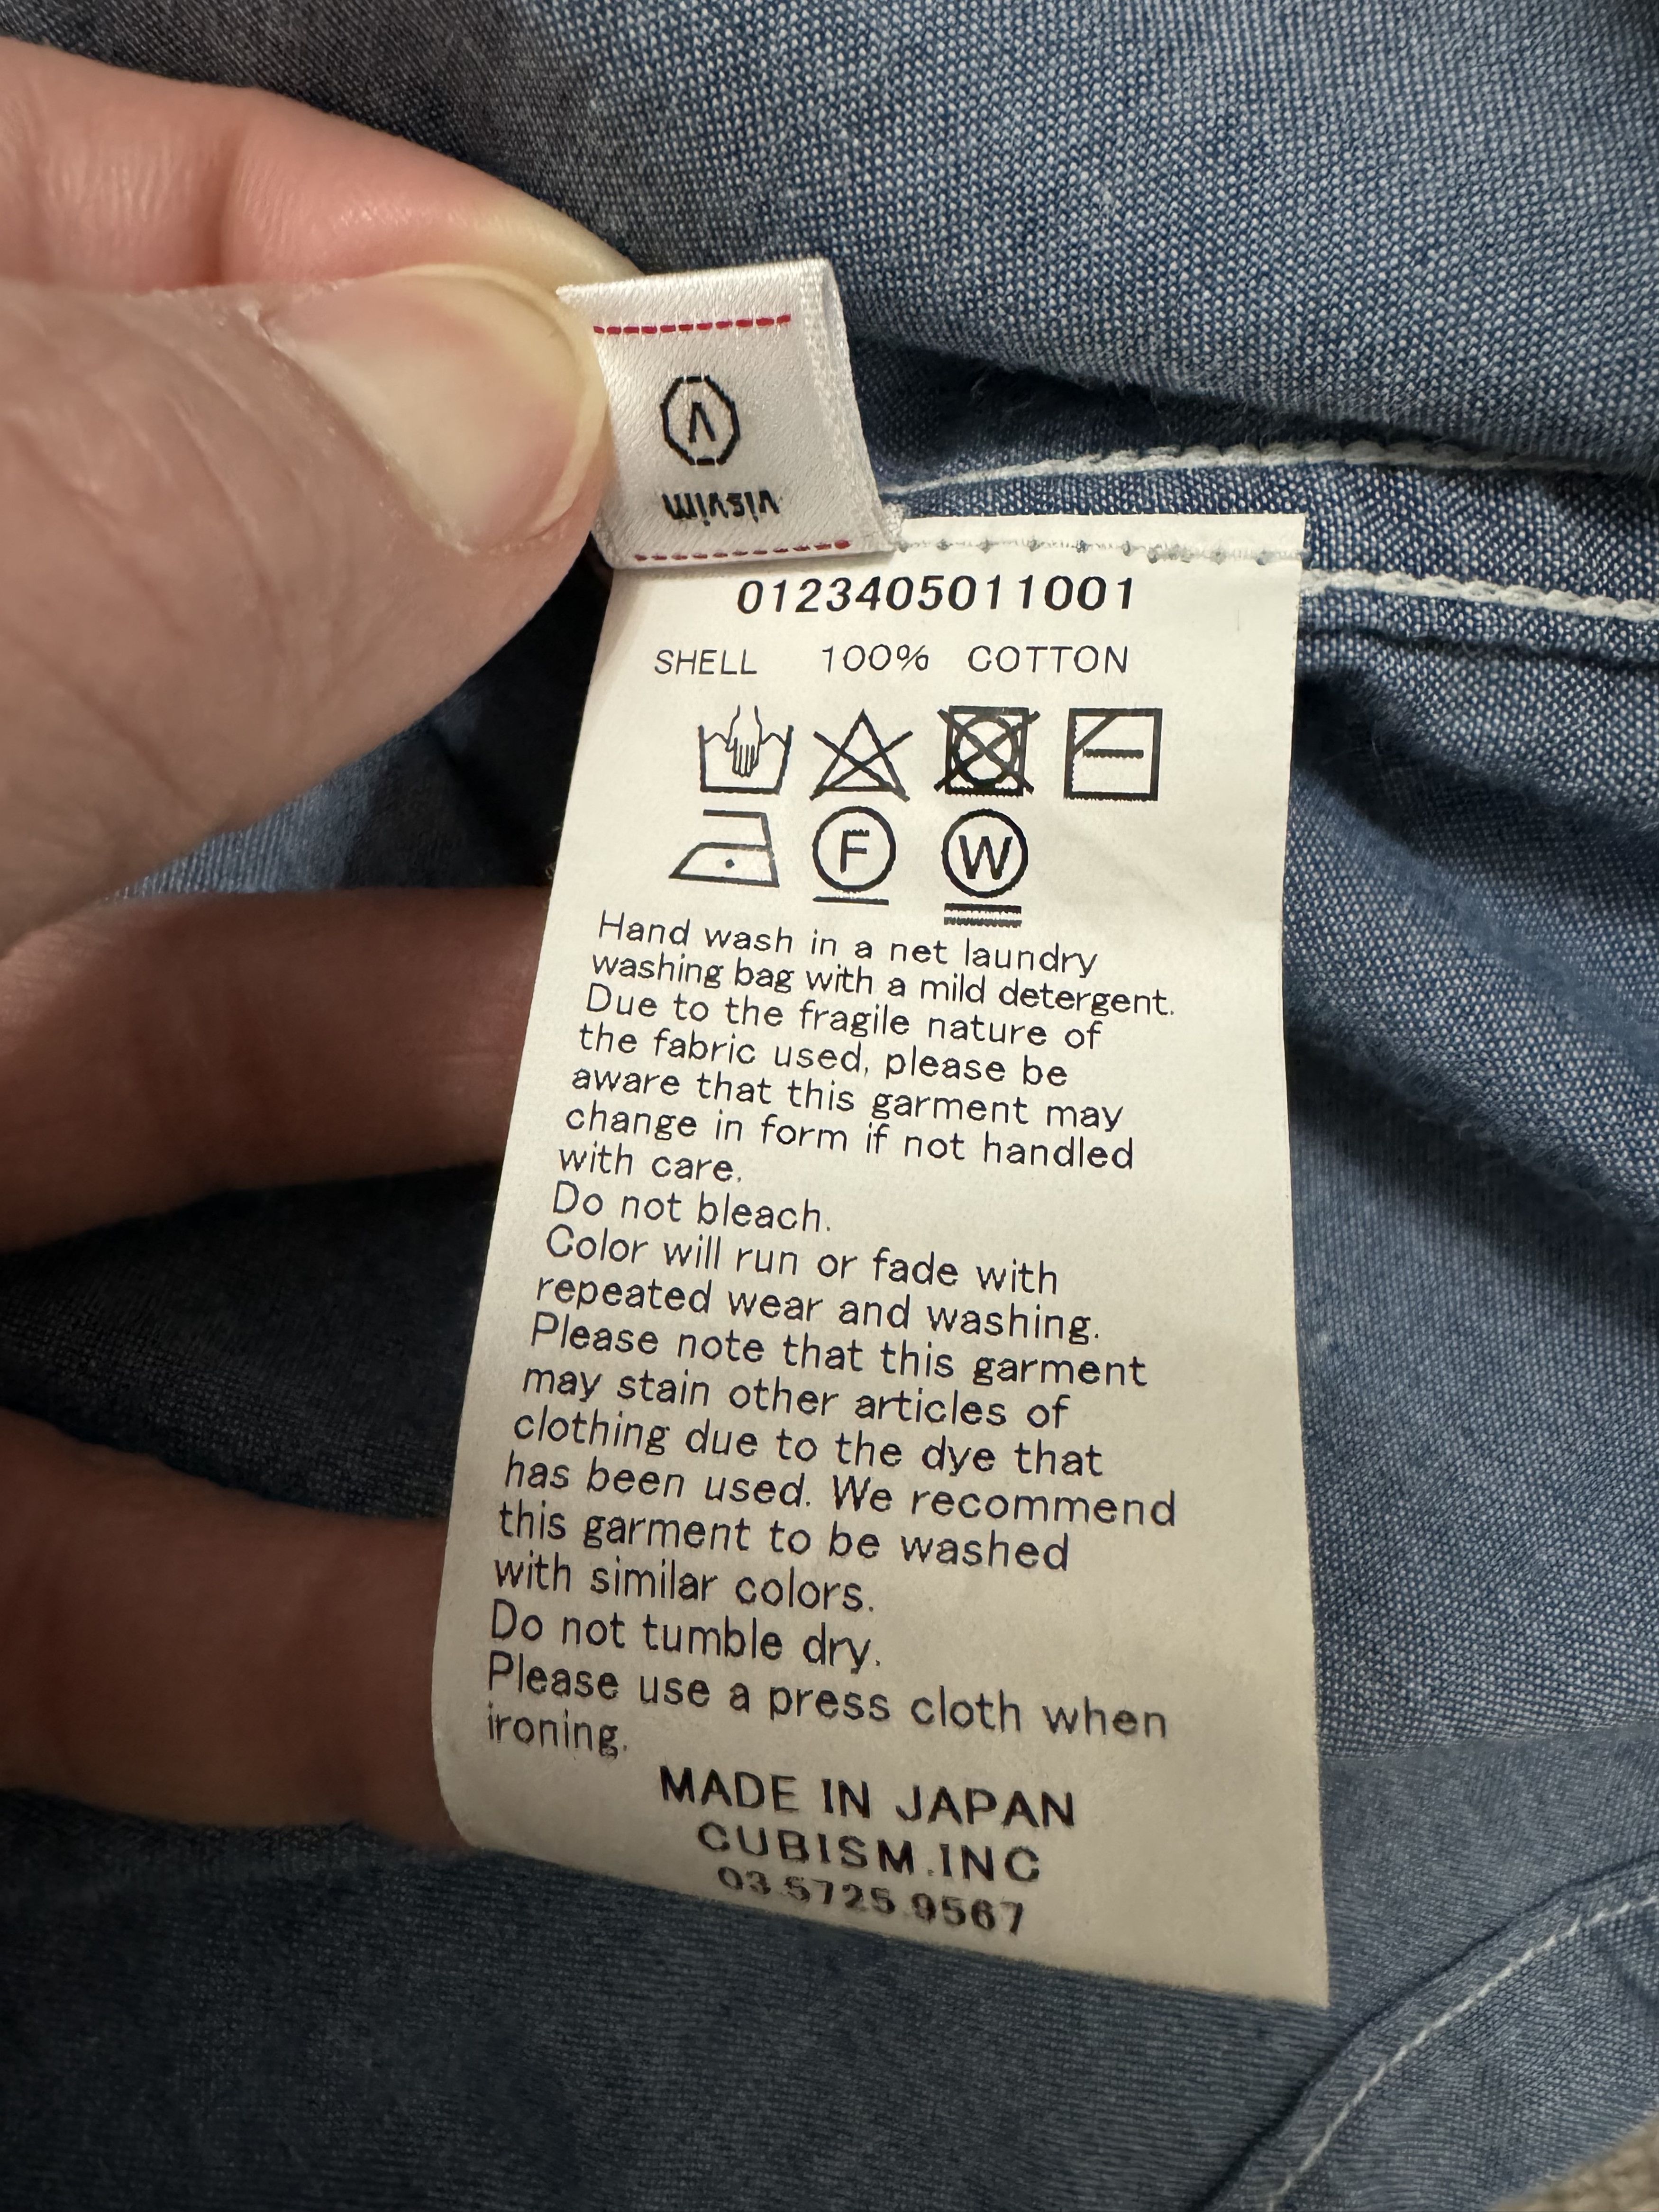 visvim
0123405011001
SHELL 100% COTTON
F W
Hand wash in a net laundry
washing bag with a mild detergent.
Due to the fragile nature of
the fabric used, please be
aware that this garment may
change in form if not handled
with care.
Do not bleach.
Color will run or fade with
repeated wear and washing.
Please note that this garment
may stain other articles of
clothing due to the dye that
has been used. We recommend
this garment to be washed
with similar colors.
Do not tumble dry.
Please use a press cloth when
ironing.
MADE IN JAPAN
CUBISM.INC
03.5725.9567